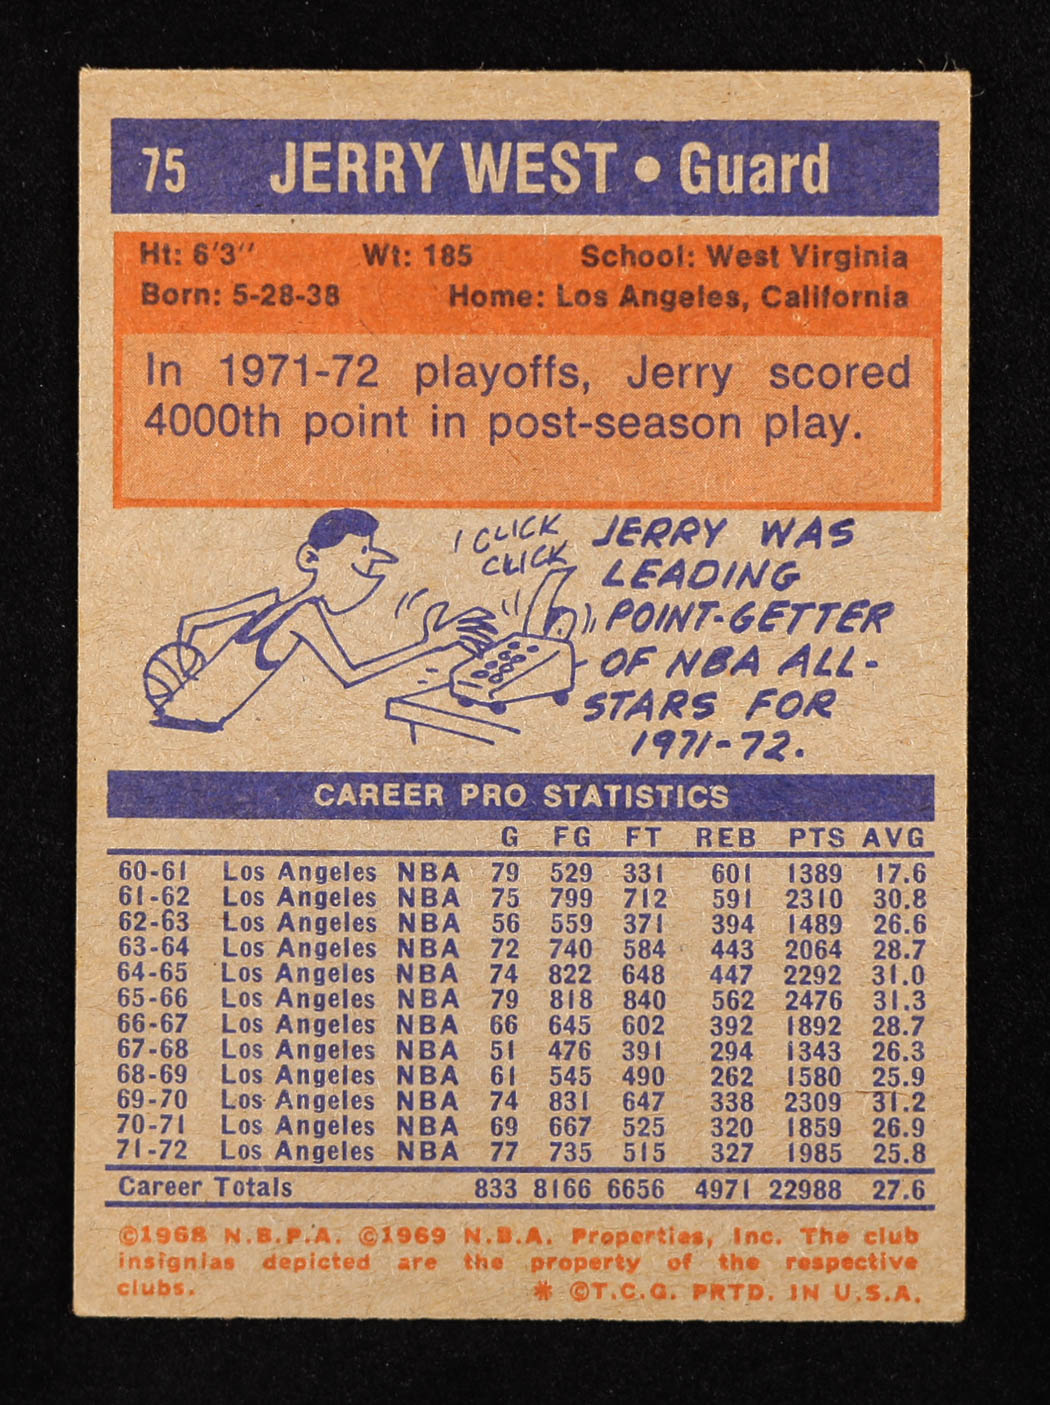 75 JERRY WEST • Guard
Ht: 6'3" Wt: 185 School: West Virginia
Born: 5-28-38 Home: Los Angeles, California
In 1971-72 playoffs, Jerry scored
4000th point in post-season play.
CLICK
CLICK
JERRY WAS
LEADING
POINT-GETTER
OF NBA ALL-
STARS FOR
1971-72.
CAREER PRO STATISTICS
G FG FT REB PTS AVG
60-61 Los Angeles NBA 79 529 331 601 1389 17.6
61-62 Los Angeles NBA 75 799 712 591 2310 30.8
62-63 Los Angeles NBA 56 559 371 394 1489 26.6
63-64 Los Angeles NBA 72 740 584 443 2064 28.7
64-65 Los Angeles NBA 74 822 648 447 2292 31.0
65-66 Los Angeles NBA 79 818 840 562 2476 31.3
66-67 Los Angeles NBA 66 645 602 392 1892 28.7
67-68 Los Angeles NBA 51 476 391 294 1343 26.3
68-69 Los Angeles NBA 61 545 490 262 1580 25.9
69-70 Los Angeles NBA 74 831 647 338 2309 31.2
70-71 Los Angeles NBA 69 667 525 320 1859 26.9
71-72 Los Angeles NBA 77 735 515 327 1985 25.8
Career Totals 833 8166 6656 4971 22988 27.6
©1968 N.B.P.A. ©1969 N.B.A. Properties, Inc. The club
insignias depicted are the property of the respective
clubs. * ©T.C.G. PRTD. IN U.S.A.